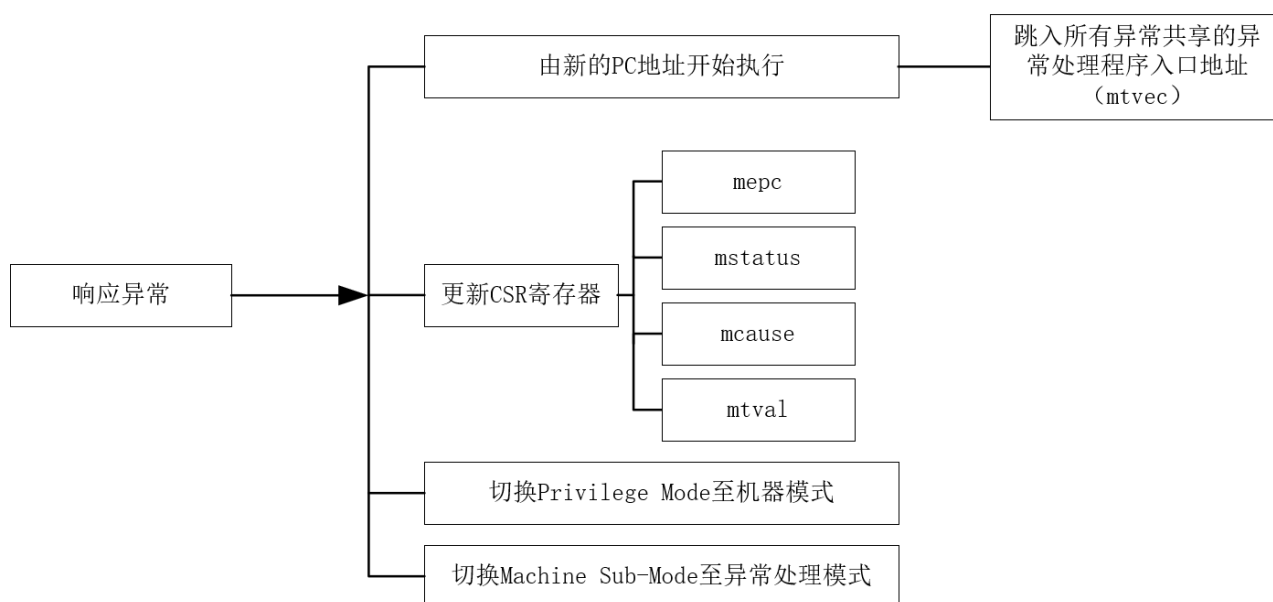 由新的PC地址开始执行
跳入所有异常共享的异
常处理程序入口地址
（mtvec）
mepc
mstatus
响应异常
更新CSR寄存器
mcause
mtval
切换Privilege Mode至机器模式
切换Machine Sub-Mode至异常处理模式